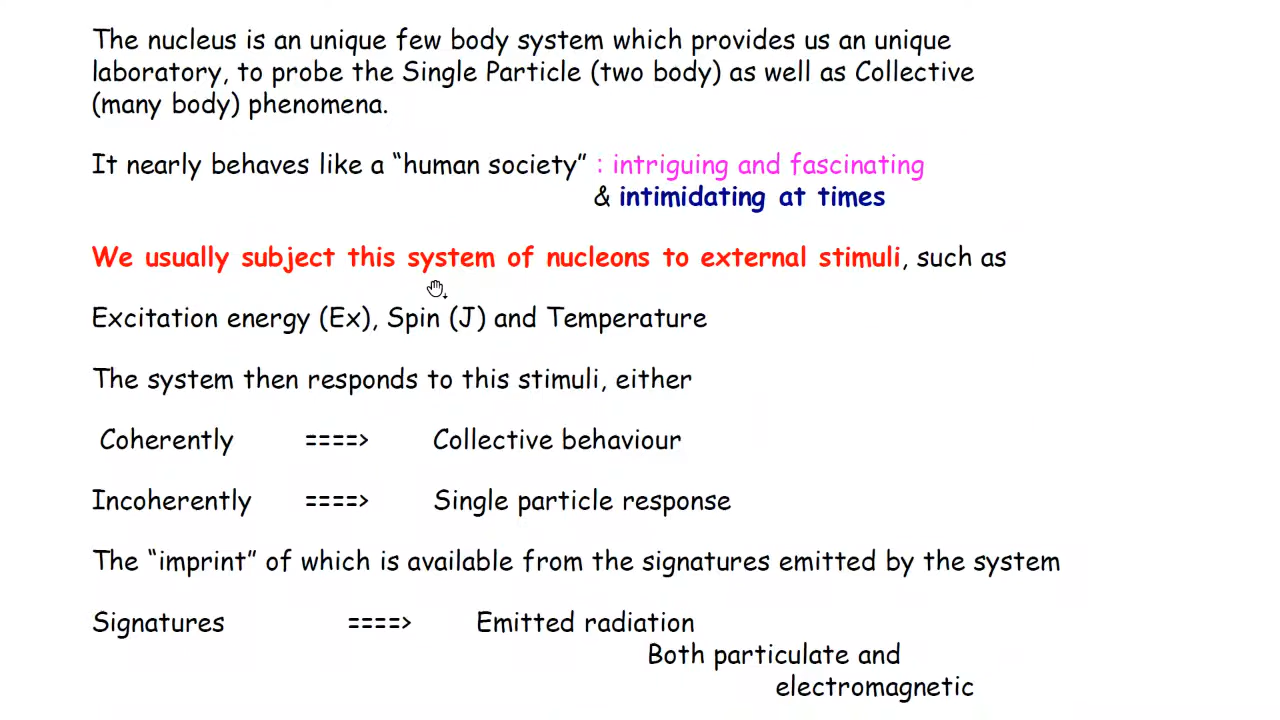 The nucleus is an unique few body system which provides us an unique
laboratory, to probe the Single Particle (two body) as well as Collective
(many body) phenomena.
It nearly behaves like a “human society” : intriguing and fascinating
& intimidating at times
We usually subject this system of nucleons to external stimuli, such as
Excitation energy (Ex), Spin (J) and Temperature
The system then responds to this stimuli, either
Coherently ====> Collective behaviour
Incoherently ====> Single particle response
The “imprint” of which is available from the signatures emitted by the system
Signatures ====> Emitted radiation
Both particulate and
electromagnetic